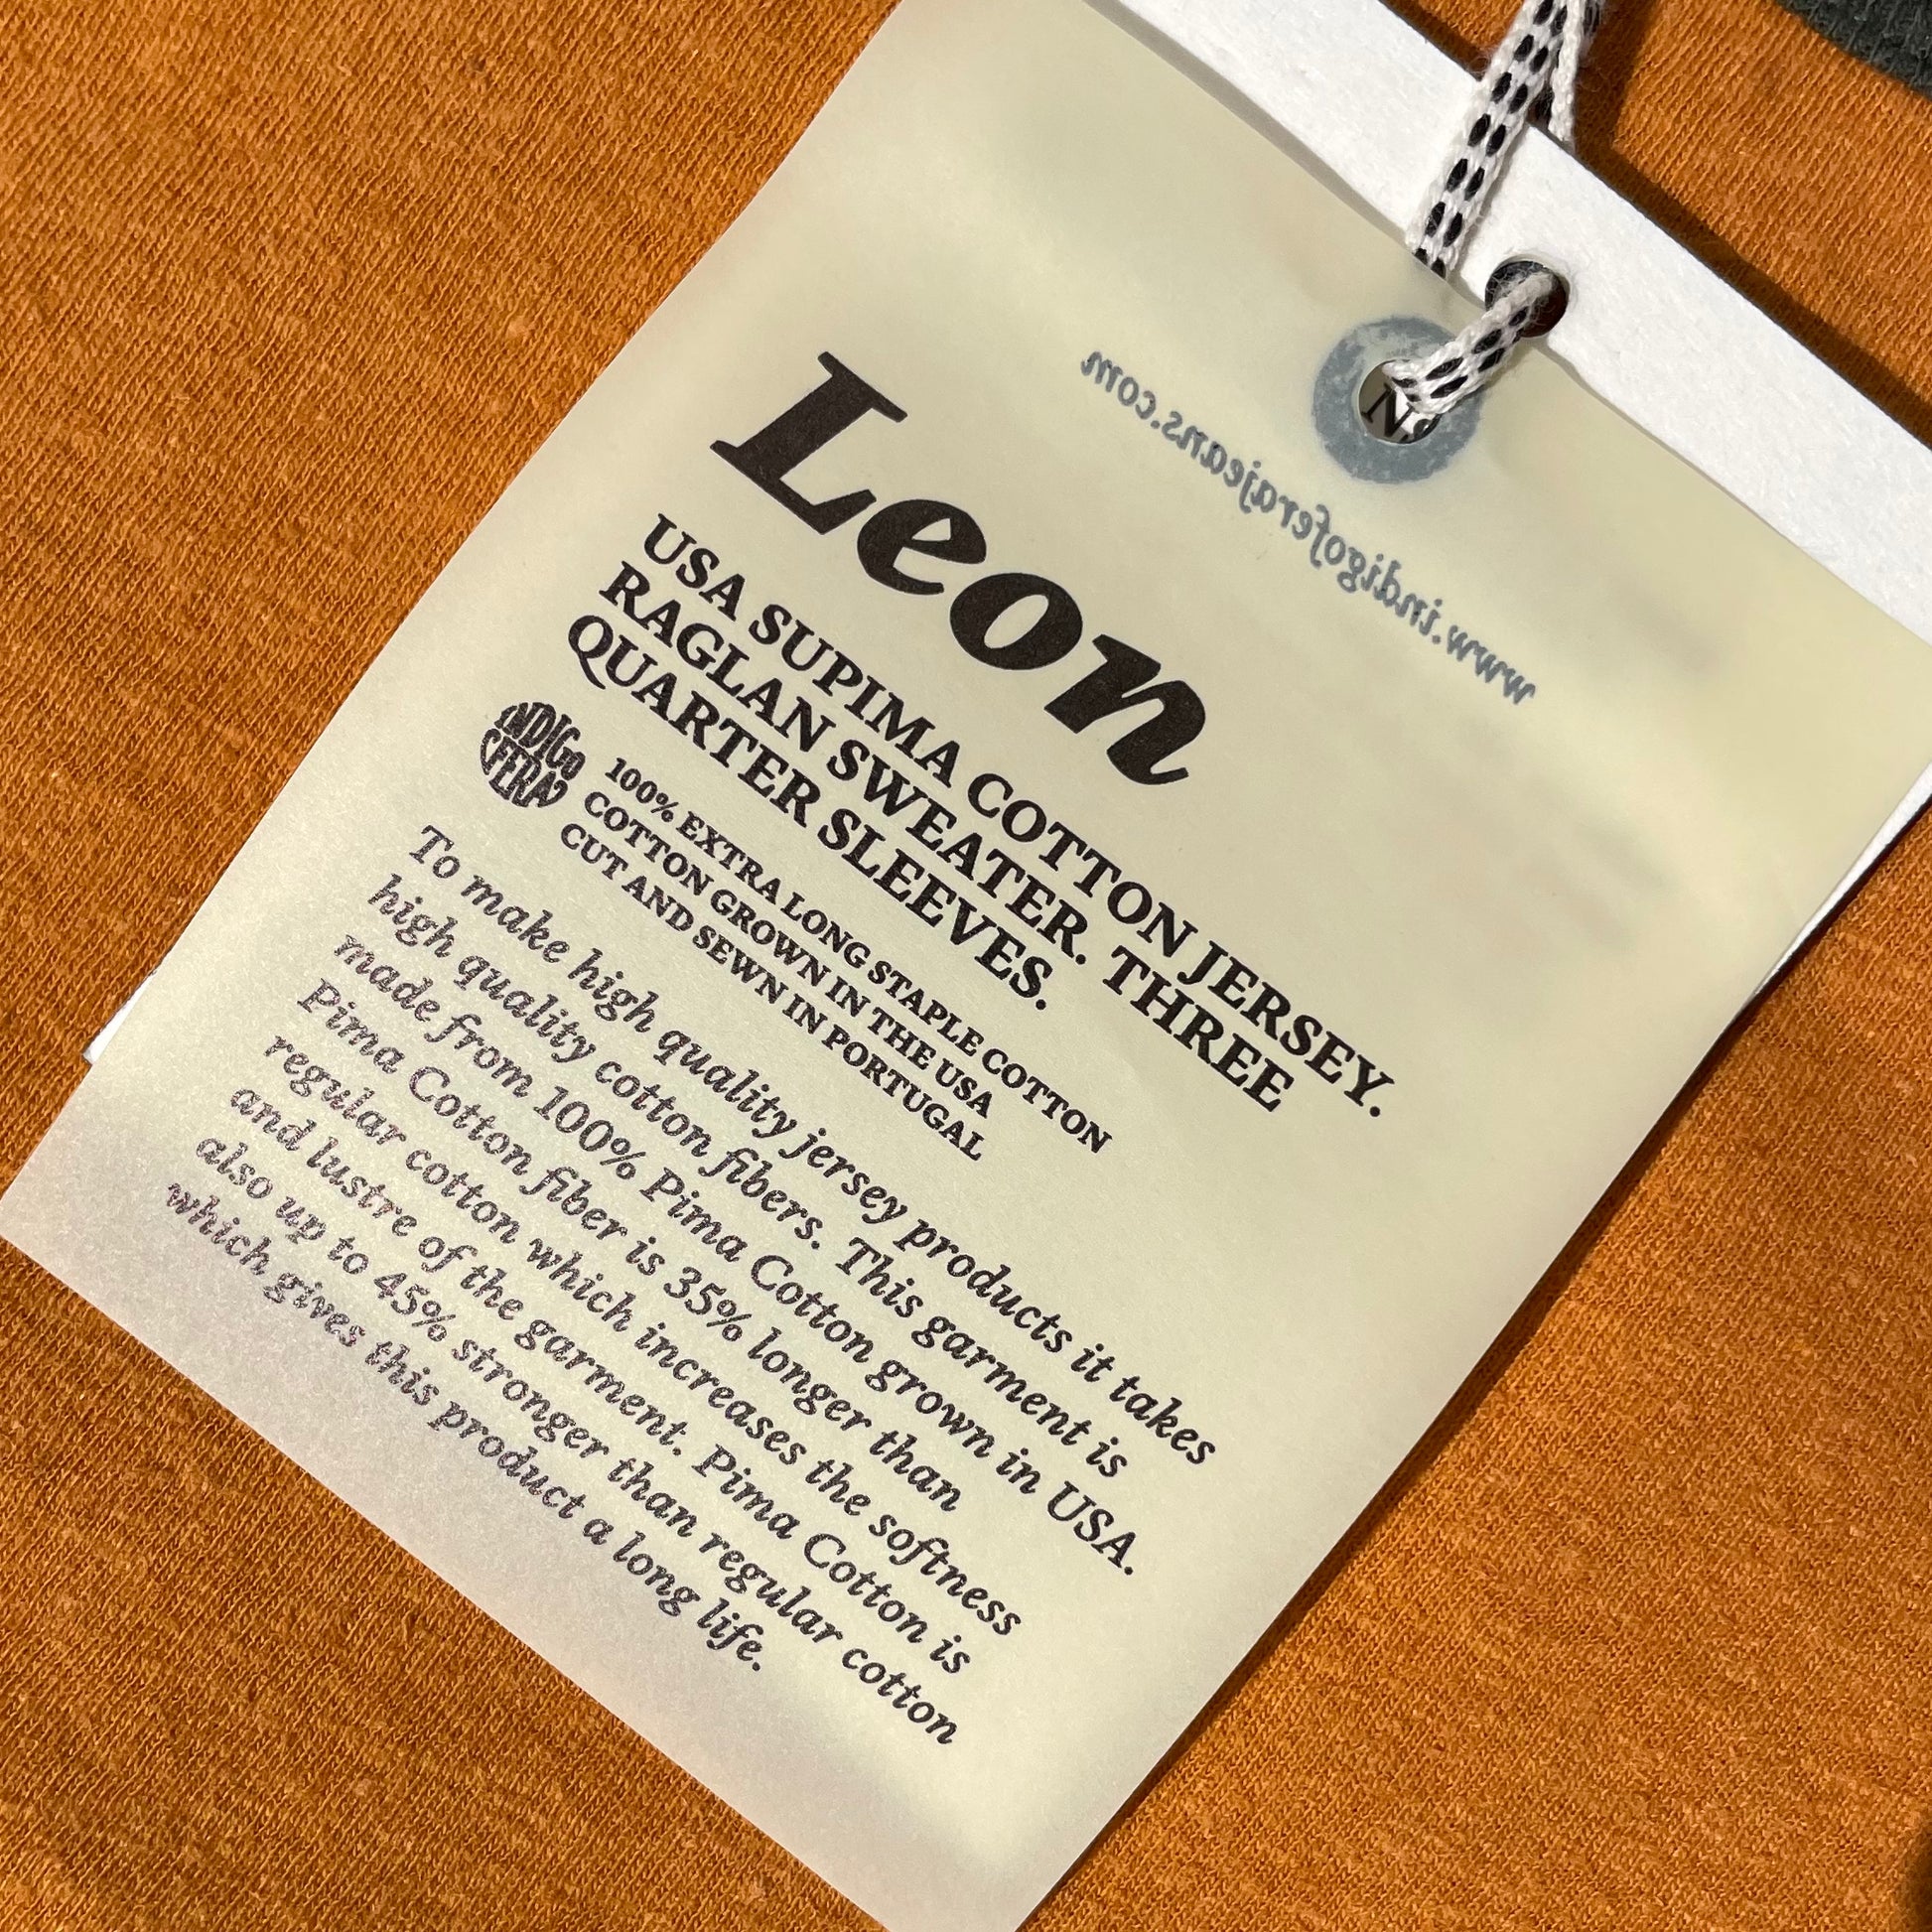 www.indigoferajeans.com
Leon
USA SUPIMA COTTON JERSEY.
RAGLAN SWEATER. THREE
QUARTER SLEEVES.
INDIGO
FERA
100% EXTRA LONG STAPLE COTTON
COTTON GROWN IN THE USA
CUT AND SEWN IN PORTUGAL
To make high quality jersey products it takes
high quality cotton fibers. This garment is
made from 100% Pima Cotton grown in USA.
Pima Cotton fiber is 35% longer than
regular cotton which increases the softness
and lustre of the garment. Pima Cotton is
also up to 45% stronger than regular cotton
which gives this product a long life.